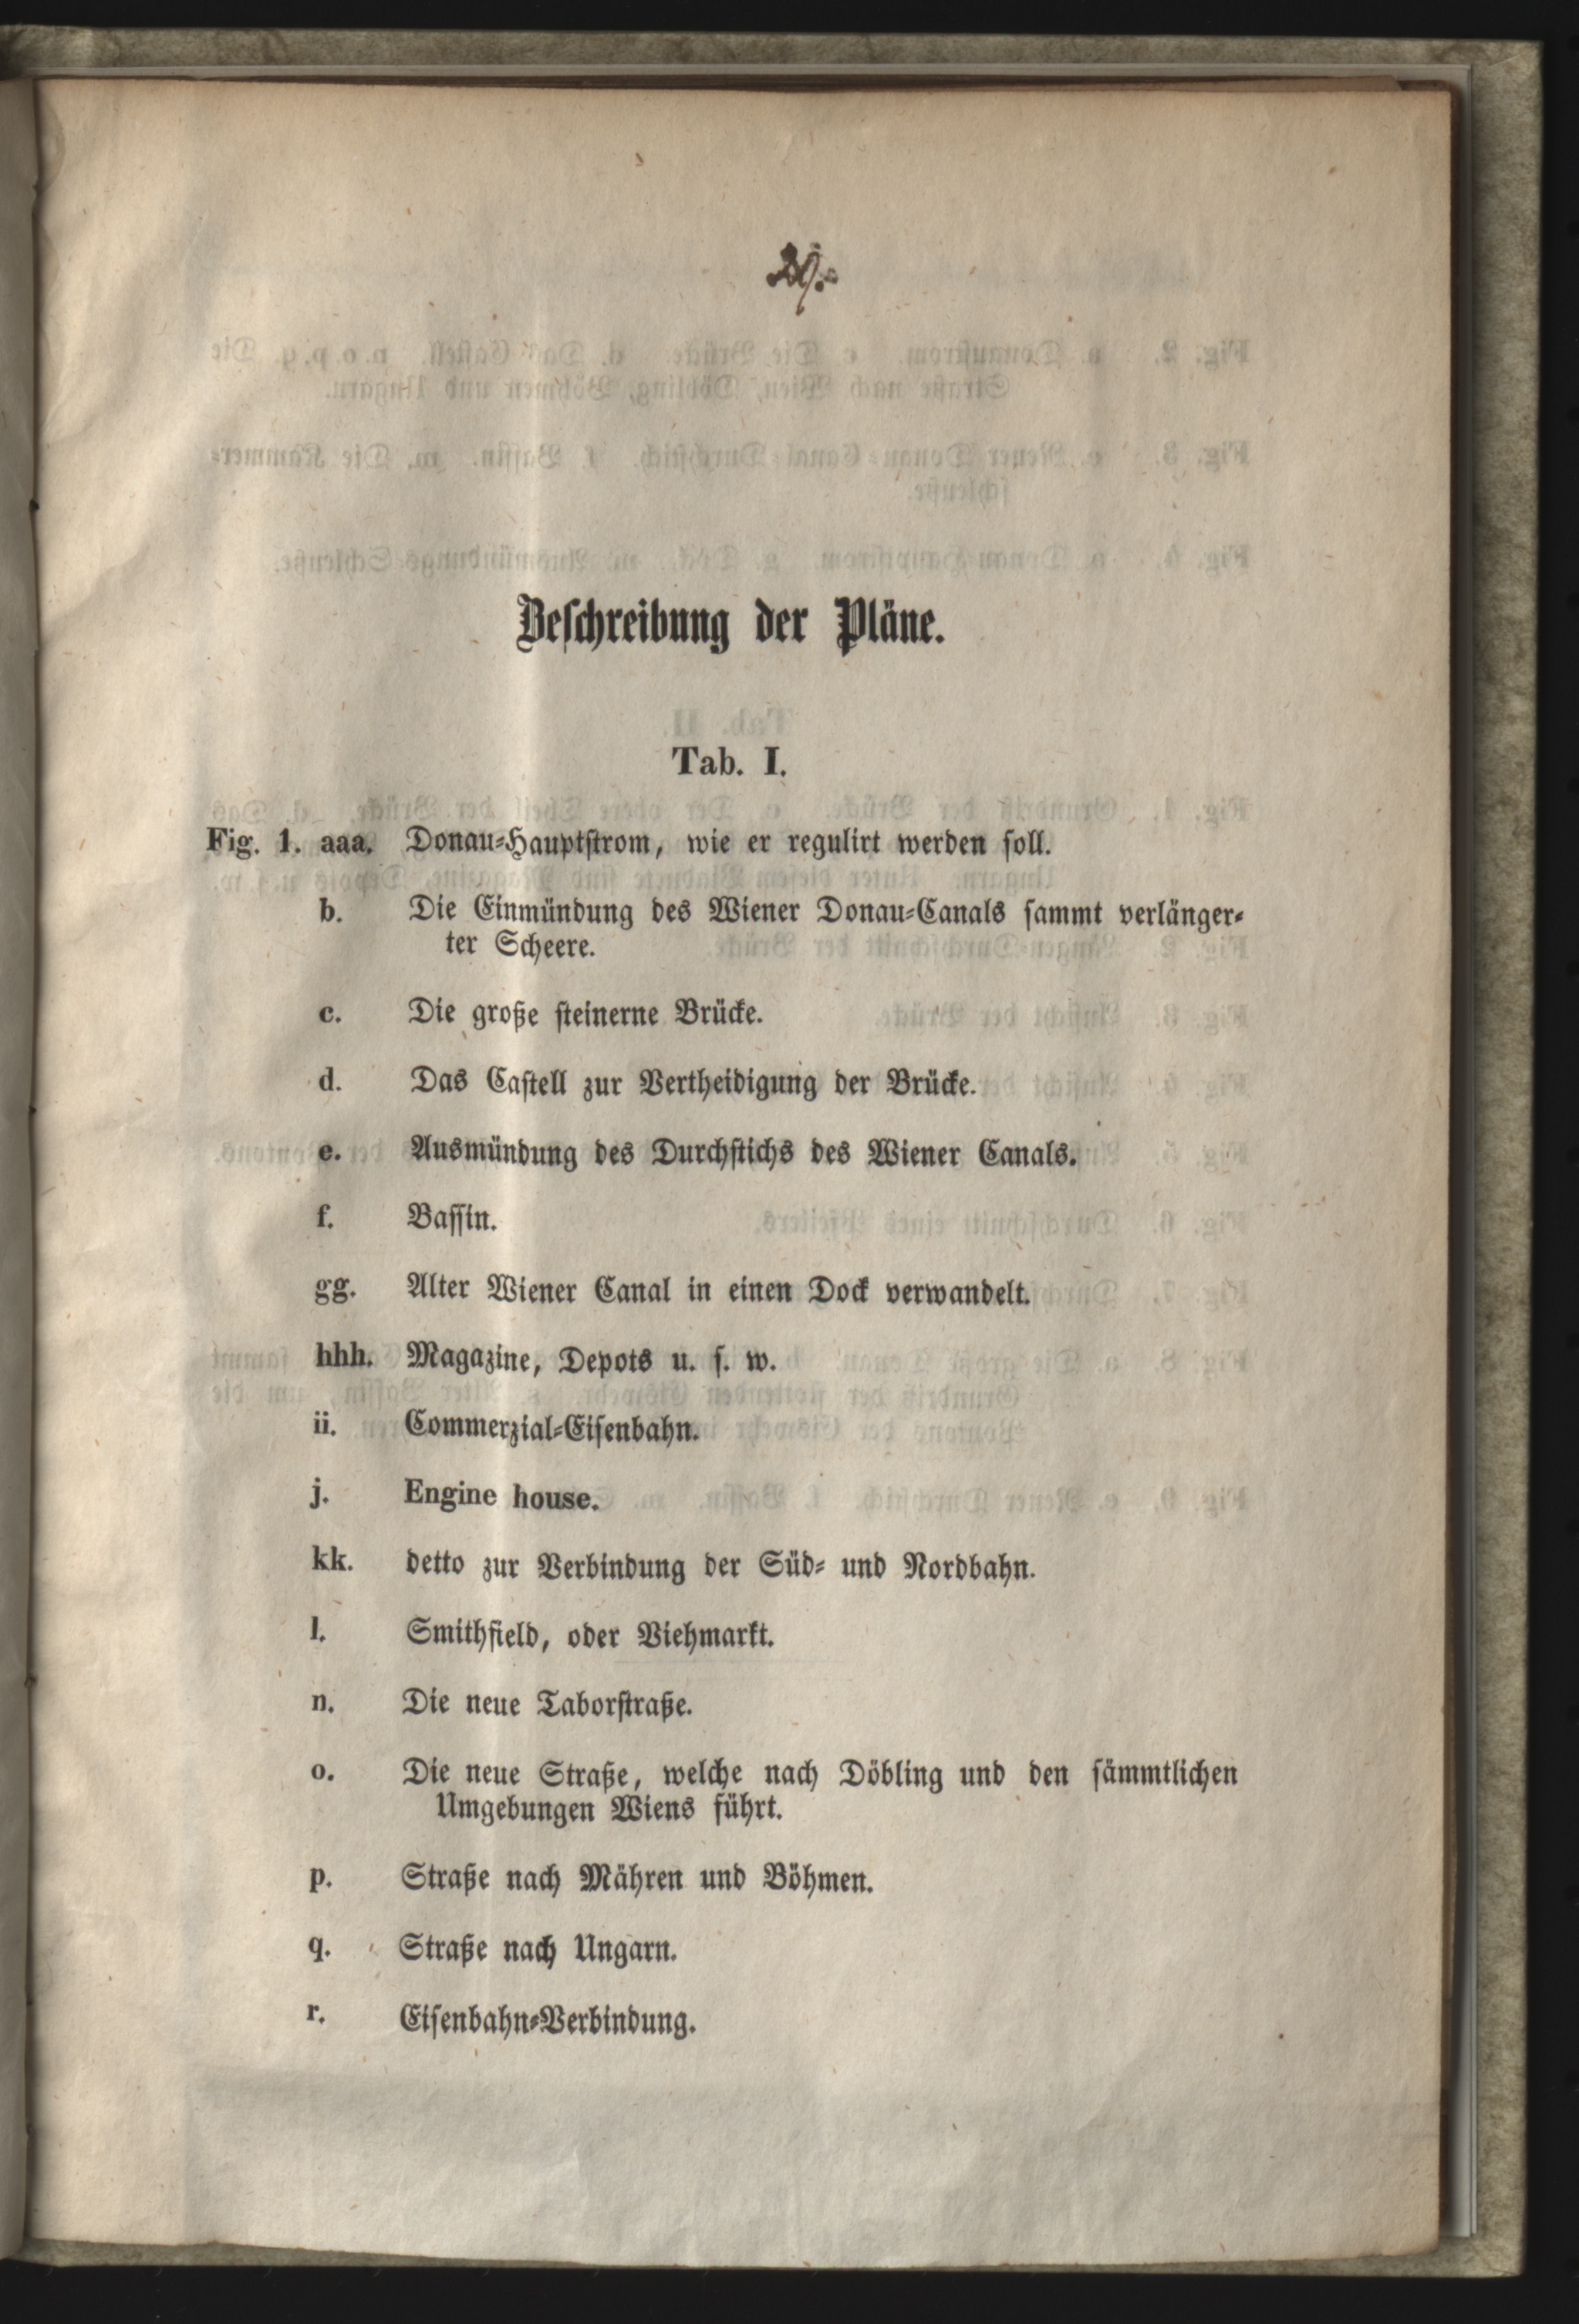 29.
Beschreibung der Pläne.
Tab. I.
Fig. 1. aaa. Donau-Hauptstrom, wie er regulirt werden soll.
b. Die Einmündung des Wiener Donau-Canals sammt verlänger-
ter Scheere.
c. Die große steinerne Brücke.
d. Das Castell zur Vertheidigung der Brücke.
e. Ausmündung des Durchstichs des Wiener Canals.
f. Bassin.
gg. Alter Wiener Canal in einen Dock verwandelt.
hhh. Magazine, Depots u. s. w.
ii. Commerzial-Eisenbahn.
j. Engine house.
kk. detto zur Verbindung der Süd- und Nordbahn.
l. Smithfield, oder Viehmarkt.
n. Die neue Taborstraße.
o. Die neue Straße, welche nach Döbling und den sämmtlichen
Umgebungen Wiens führt.
p. Straße nach Mähren und Böhmen.
q. Straße nach Ungarn.
r. Eisenbahn-Verbindung.